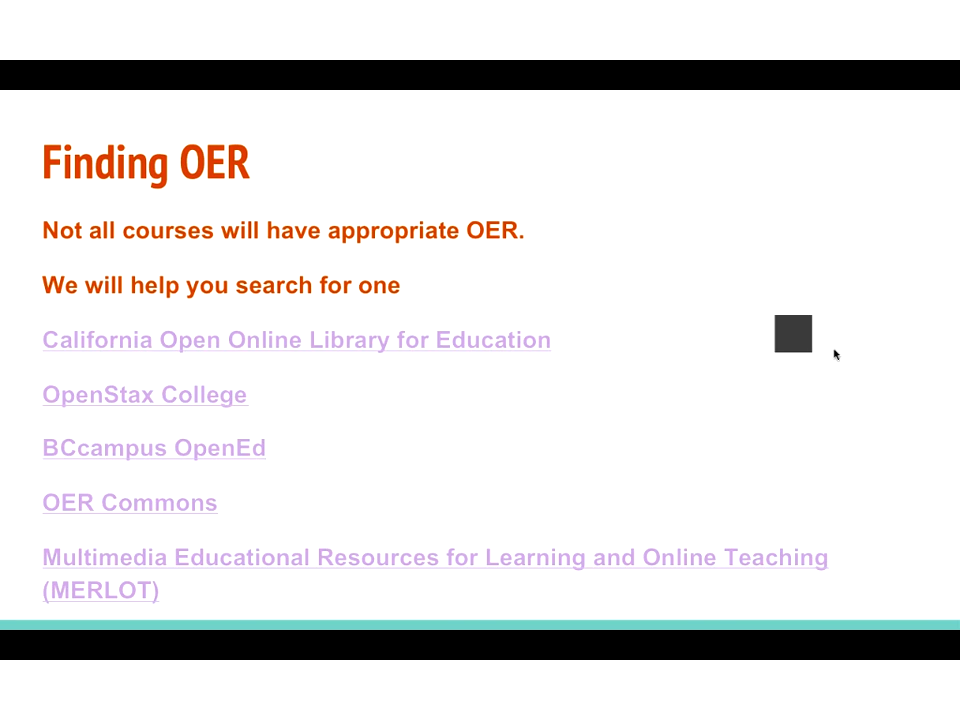 Finding OER
Not all courses will have appropriate OER.
We will help you search for one
California Open Online Library for Education
OpenStax College
BCcampus OpenEd
OER Commons
Multimedia Educational Resources for Learning and Online Teaching
(MERLOT)